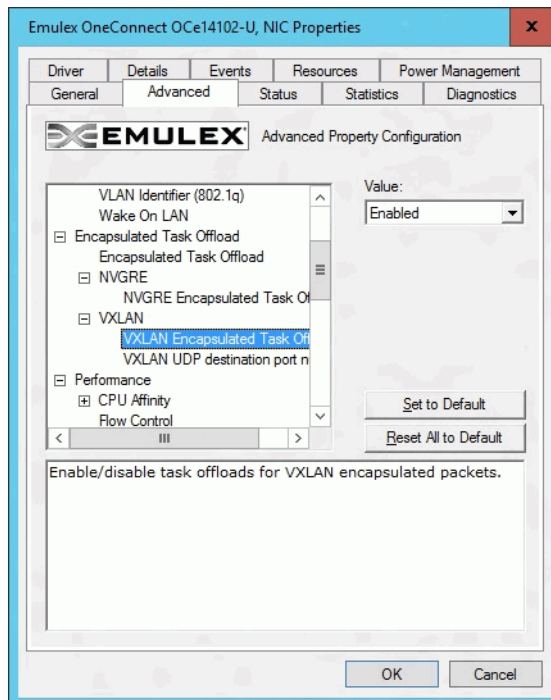 Emulex OneConnect OCe14102-U, NIC Properties
x
Driver Details Events Resources Power Management
General Advanced Status Statistics Diagnostics
EMULEX Advanced Property Configuration
Value:
Enabled
VLAN Identifier (802.1q)
Wake On LAN
Encapsulated Task Offload
Encapsulated Task Offload
NVGRE
NVGRE Encapsulated Task Of
VXLAN
VXLAN Encapsulated Task Off
VXLAN UDP destination port n
Performance
CPU Affinity
Flow Control
Set to Default
Reset All to Default
Enable/disable task offloads for VXLAN encapsulated packets.
OK Cancel